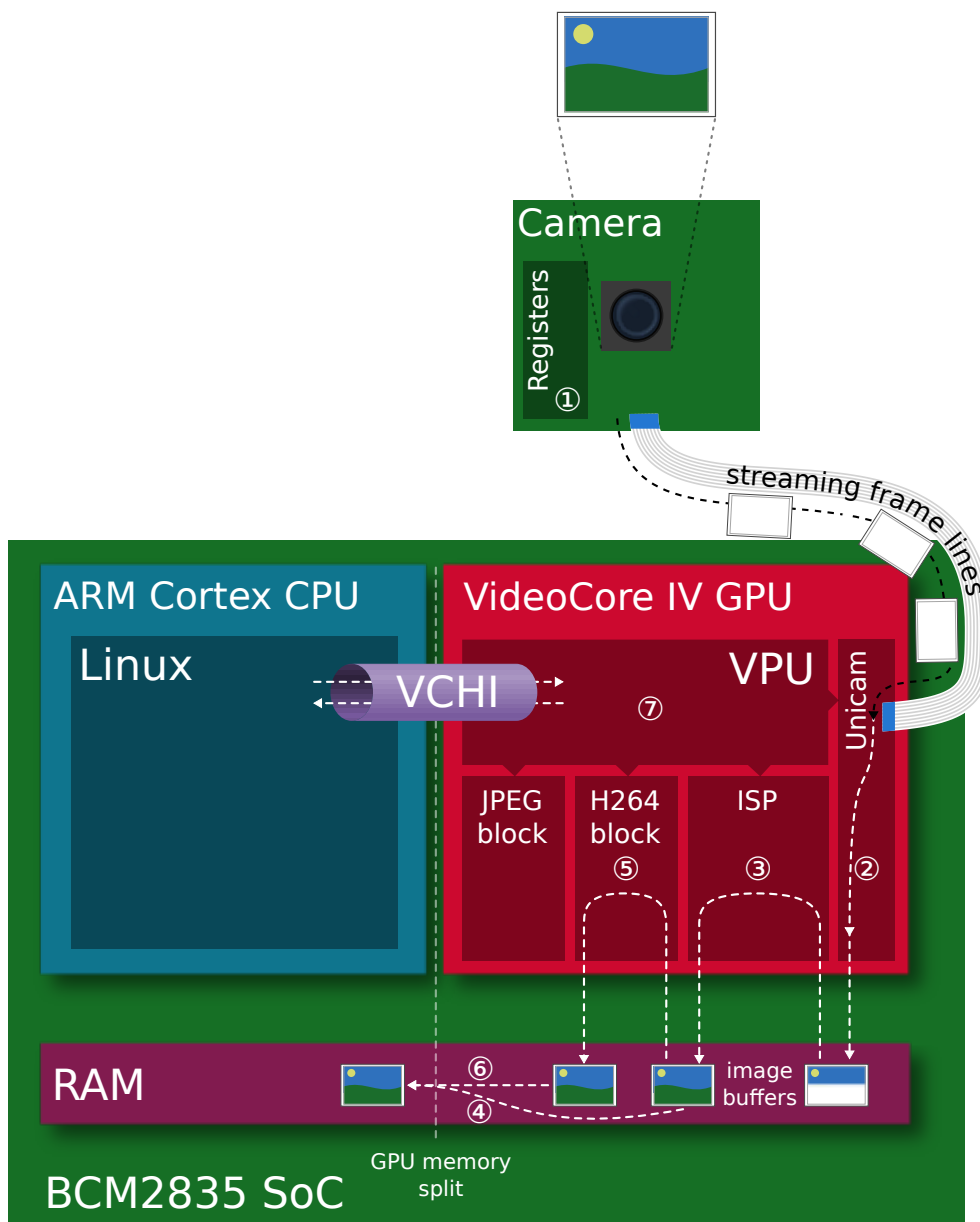 Camera
Registers
①
streaming frame lines
ARM Cortex CPU
VideoCore IV GPU
Linux
VCHI
VPU
⑦
Unicam
JPEG
block
H264
block
ISP
⑤
③
②
RAM
⑥
④
image
buffers
GPU memory
split
BCM2835 SoC